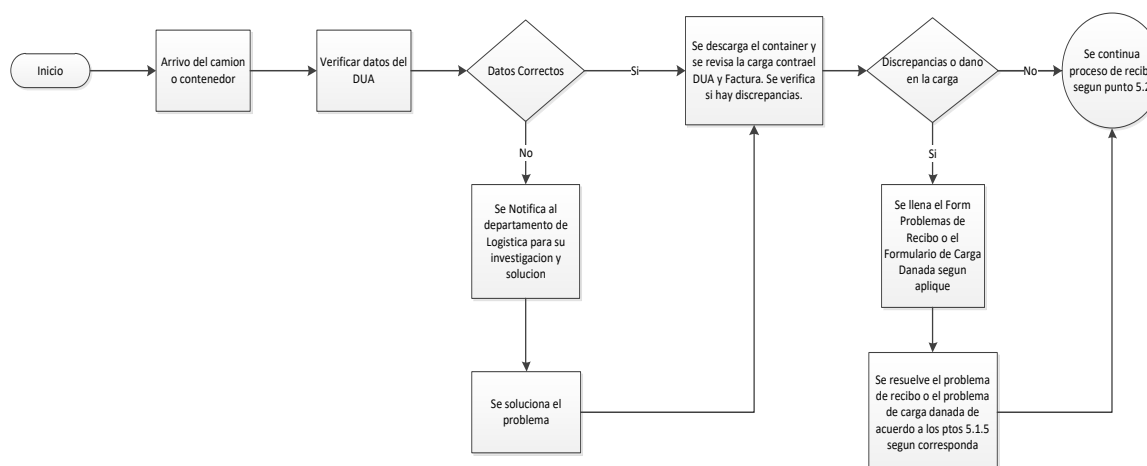 Inicio
Arrivo del camion
o contenedor
Verificar datos del
DUA
Datos Correctos
Si
Se descarga el container y
se revisa la carga contrael
DUA y Factura. Se verifica
si hay discrepancias.
Discrepancias o dano
en la carga
No
Se continua
proceso de recib
segun punto 5.2
No
Se Notifica al
departamento de
Logistica para su
investigacion y
solucion
Se soluciona el
problema
Si
Se llena el Form
Problemas de
Recibo o el
Formulario de Carga
Danada segun
aplique
Se resuelve el problema
de recibo o el problema
de carga danada de
acuerdo a los ptos 5.1.5
segun corresponda